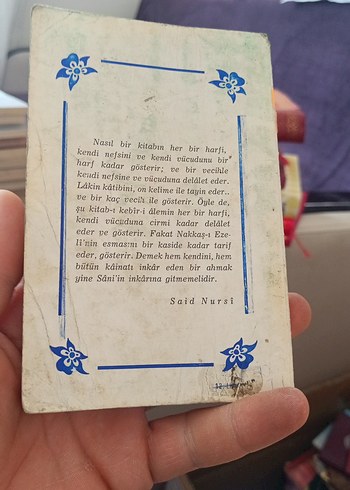 Nasıl bir kitabın her bir harfi,
kendi nefsini ve kendi vücudunu bir
harf kadar gösterir; ve bir vecihle
kendi nefsine ve vücuduna delâlet eder.
Lâkin kâtibini, on kelime ile tayin eder..
ve bir kaç vecih ile gösterir. Öyle de,
şu kitab-ı kebîr-i âlemin her bir harfi,
kendi vücuduna cirmi kadar delâlet
eder ve gösterir. Fakat Nakkaş-ı Eze-
lî'nin esmasını bir kaside kadar tarif
eder, gösterir. Demek hem kendini, hem
bütün kâinatı inkâr eden bir ahmak
yine Sâni'in inkârına gitmemelidir.
Said Nursî